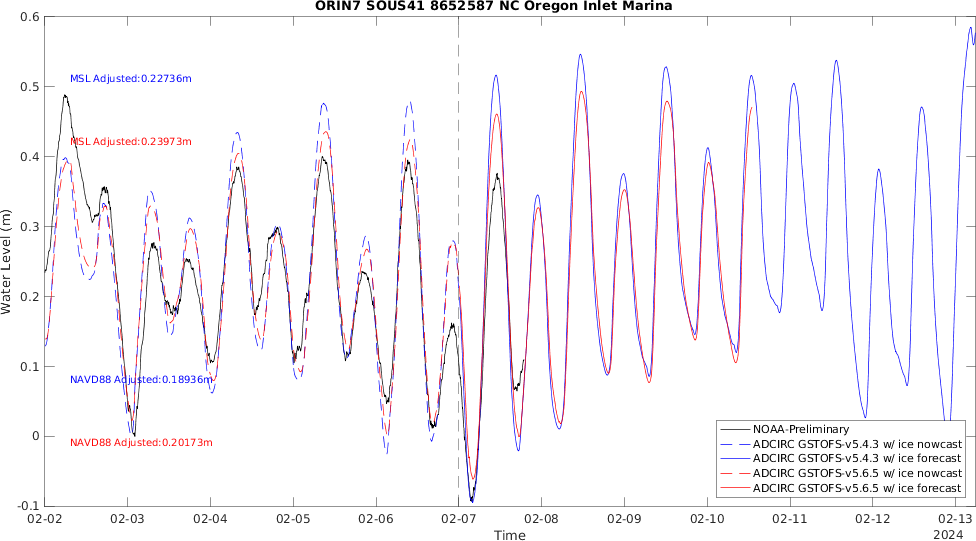 ORIN7 SOUS41 8652587 NC Oregon Inlet Marina
0.6
0.5
0.4
0.3
0.2
0.1
0
-0.1
Water Level (m)
MSL Adjusted:0.22736m
MSL Adjusted:0.23973m
NAVD88 Adjusted:0.18936m
NAVD88 Adjusted:0.20173m
NOAA-Preliminary
ADCIRC GSTOFS-v5.4.3 w/ ice nowcast
ADCIRC GSTOFS-v5.4.3 w/ ice forecast
ADCIRC GSTOFS-v5.6.5 w/ ice nowcast
ADCIRC GSTOFS-v5.6.5 w/ ice forecast
02-02 02-03 02-04 02-05 02-06 02-07 02-08 02-09 02-10 02-11 02-12 02-13
Time
2024